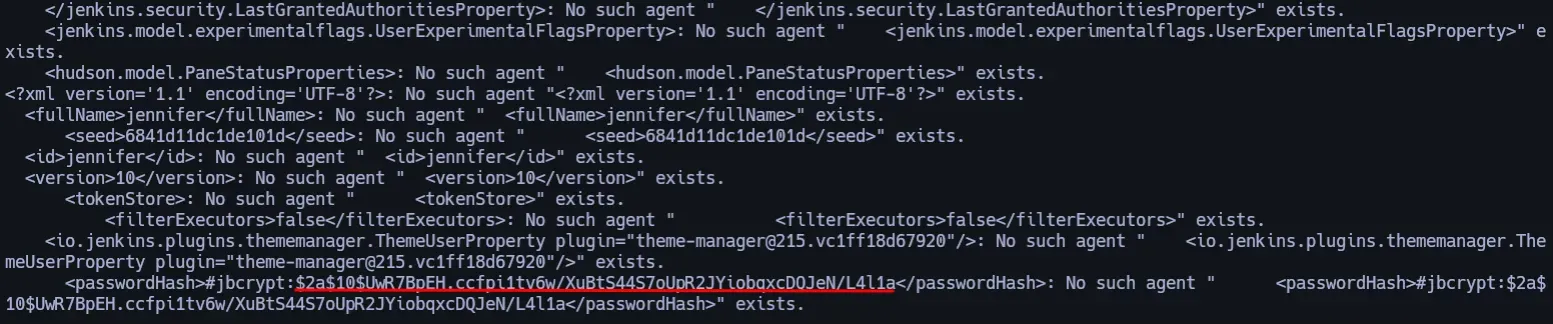 </jenkins.security.LastGrantedAuthoritiesProperty>: No such agent "    </jenkins.security.LastGrantedAuthoritiesProperty>" exists.
    <jenkins.model.experimentalflags.UserExperimentalFlagsProperty>: No such agent "    <jenkins.model.experimentalflags.UserExperimentalFlagsProperty>" e
xists.
    <hudson.model.PaneStatusProperties>: No such agent "    <hudson.model.PaneStatusProperties>" exists.
<?xml version='1.1' encoding='UTF-8'?>: No such agent "<?xml version='1.1' encoding='UTF-8'?>" exists.
  <fullName>jennifer</fullName>: No such agent "  <fullName>jennifer</fullName>" exists.
      <seed>6841d11dc1de101d</seed>: No such agent "      <seed>6841d11dc1de101d</seed>" exists.
  <id>jennifer</id>: No such agent "  <id>jennifer</id>" exists.
  <version>10</version>: No such agent "  <version>10</version>" exists.
      <tokenStore>: No such agent "      <tokenStore>" exists.
          <filterExecutors>false</filterExecutors>: No such agent "          <filterExecutors>false</filterExecutors>" exists.
    <io.jenkins.plugins.thememanager.ThemeUserProperty plugin="theme-manager@215.vc1ff18d67920"/>: No such agent "    <io.jenkins.plugins.thememanager.The
meUserProperty plugin="theme-manager@215.vc1ff18d67920"/>" exists.
      <passwordHash>#jbcrypt:$2a$10$UwR7BpEH.ccfpi1tv6w/XuBtS44S7oUpR2JYiobqxcDQJeN/L4l1a</passwordHash>: No such agent "      <passwordHash>#jbcrypt:$2a$
10$UwR7BpEH.ccfpi1tv6w/XuBtS44S7oUpR2JYiobqxcDQJeN/L4l1a</passwordHash>" exists.